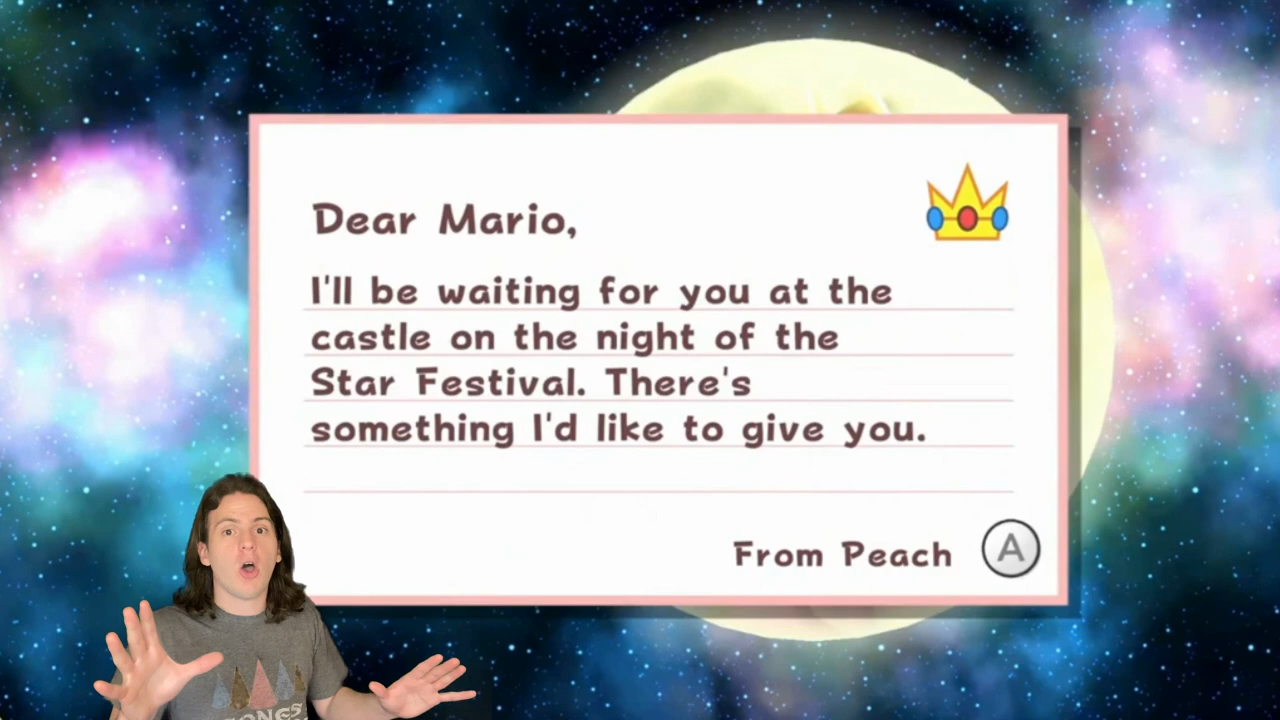 Dear Mario,
I'll be waiting for you at the
castle on the night of the
Star Festival. There's
something I'd like to give you.
From Peach
A